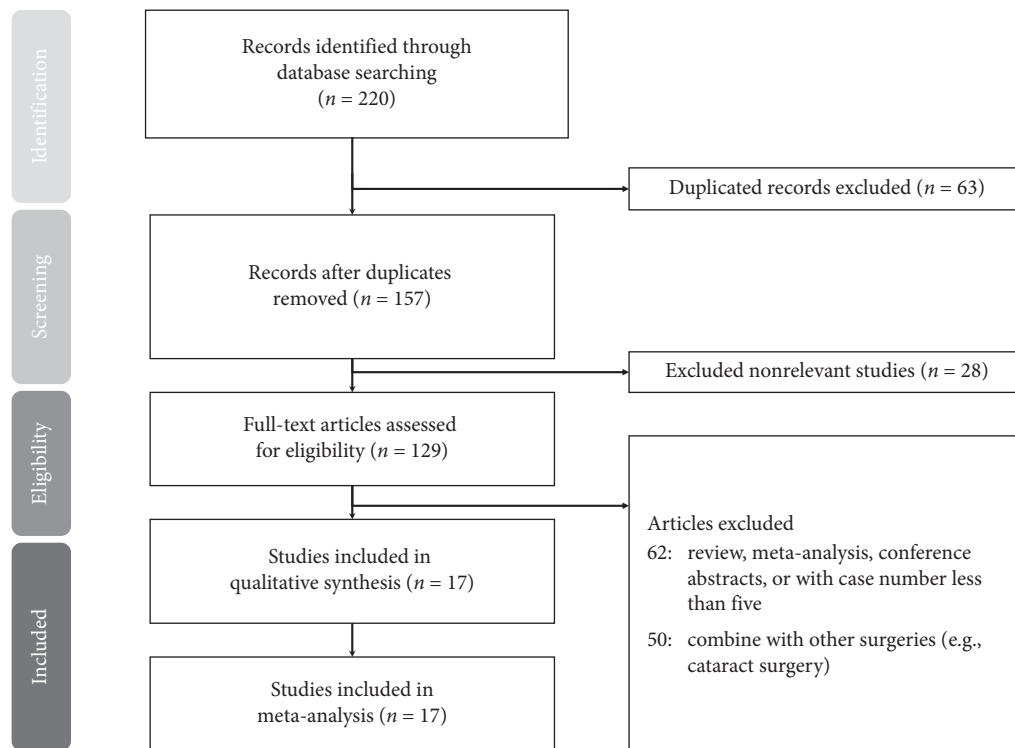 Identification
Records identified through
database searching
(n = 220)
Duplicated records excluded (n = 63)
Screening
Records after duplicates
removed (n = 157)
Excluded nonrelevant studies (n = 28)
Eligibility
Full-text articles assessed
for eligibility (n = 129)
Articles excluded
62: review, meta-analysis, conference
abstracts, or with case number less
than five
50: combine with other surgeries (e.g.,
cataract surgery)
Included
Studies included in
qualitative synthesis (n = 17)
Studies included in
meta-analysis (n = 17)